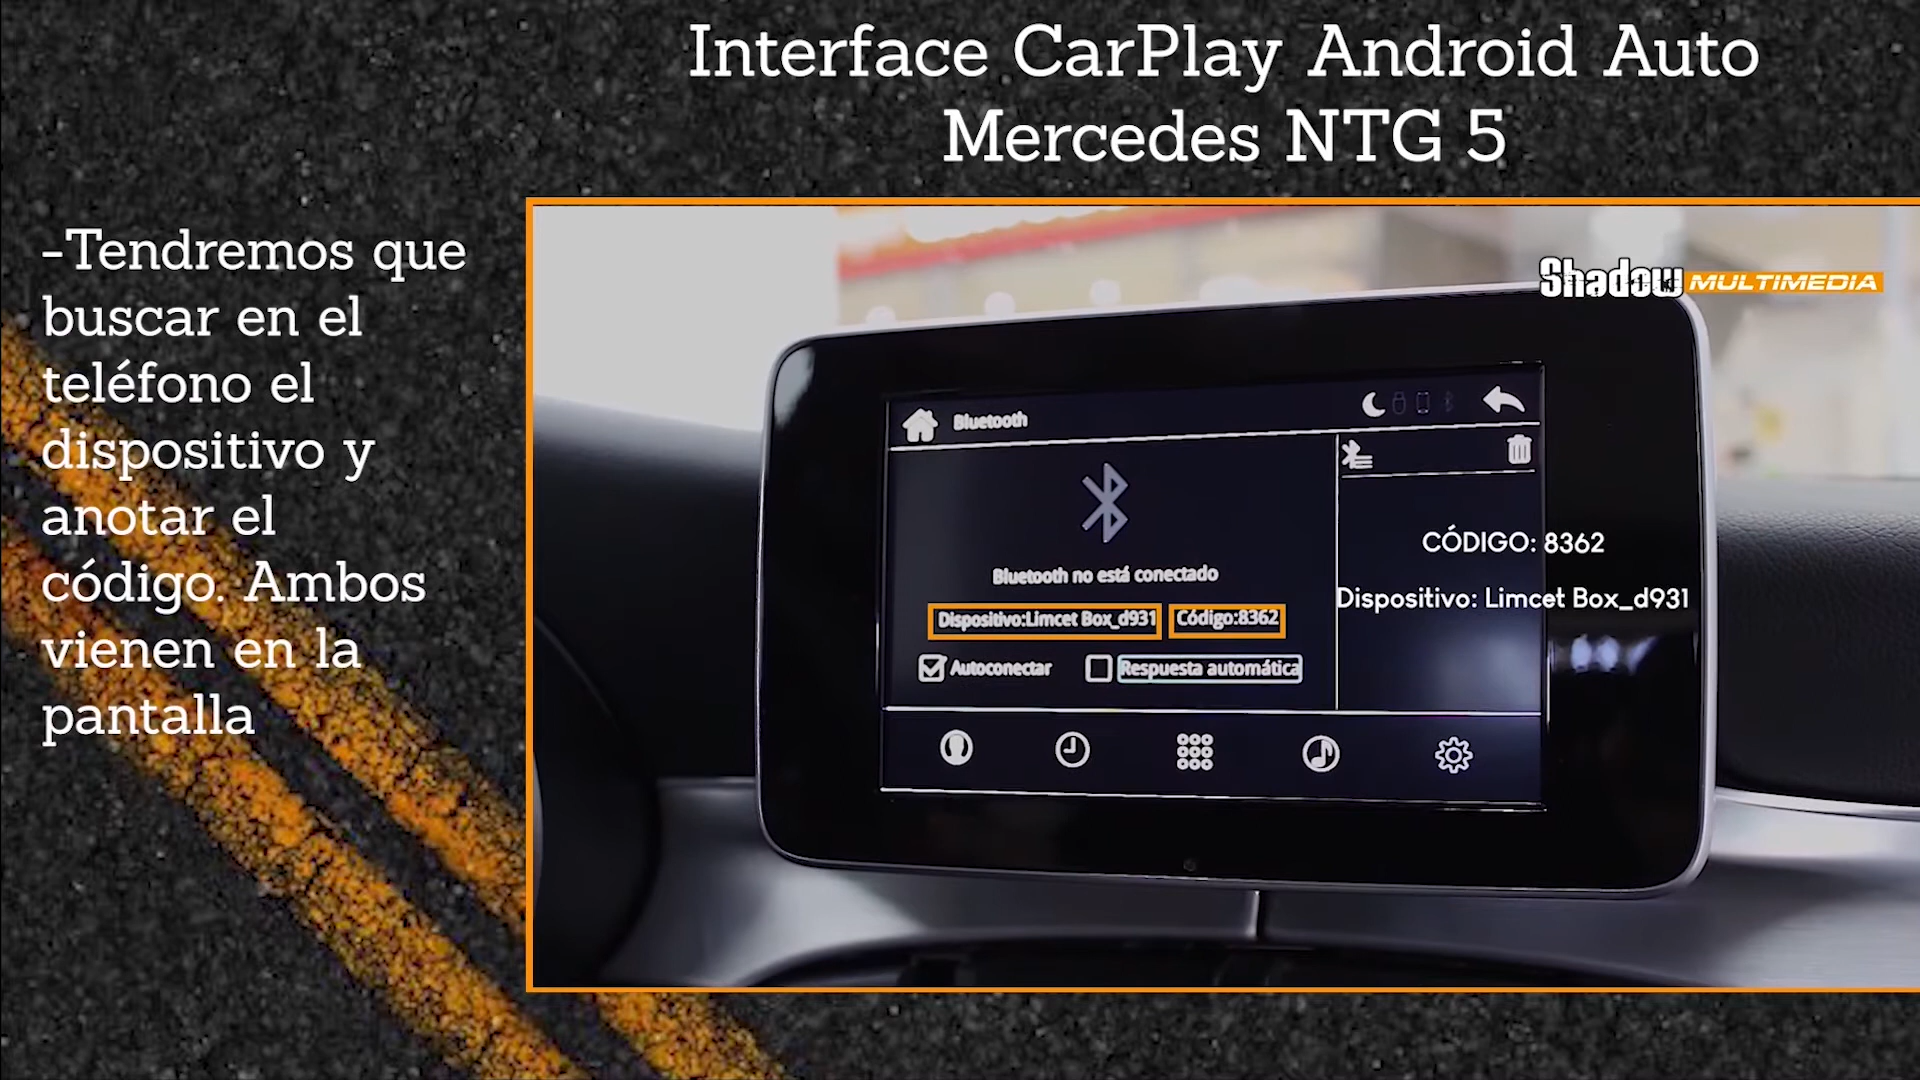 Interface CarPlay Android Auto
Mercedes NTG 5
-Tendremos que
buscar en el
teléfono el
dispositivo y
anotar el
código. Ambos
vienen en la
pantalla
Shadow MULTIMEDIA
Bluetooth
Bluetooth no está conectado
Dispositivo:Limcet Box_d931 Código:8362
Autoconectar Respuesta automática
CÓDIGO: 8362
Dispositivo: Limcet Box_d931